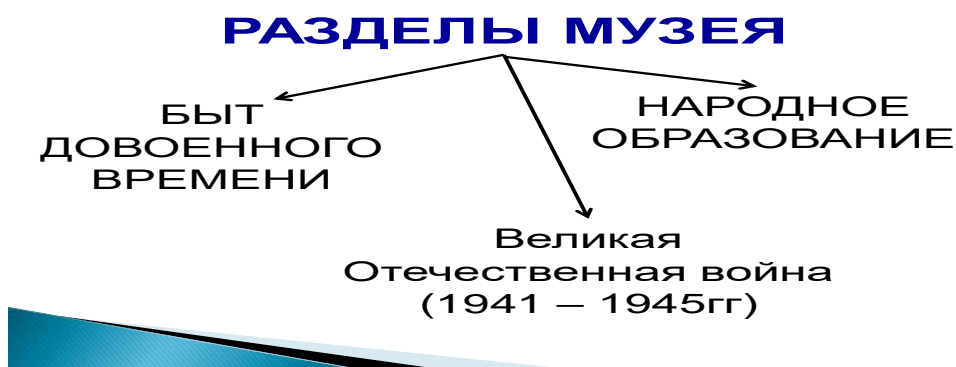 РАЗДЕЛЫ МУЗЕЯ
БЫТ
ДОВОЕННОГО
ВРЕМЕНИ
НАРОДНОЕ
ОБРАЗОВАНИЕ
Великая
Отечественная война
(1941 – 1945гг)